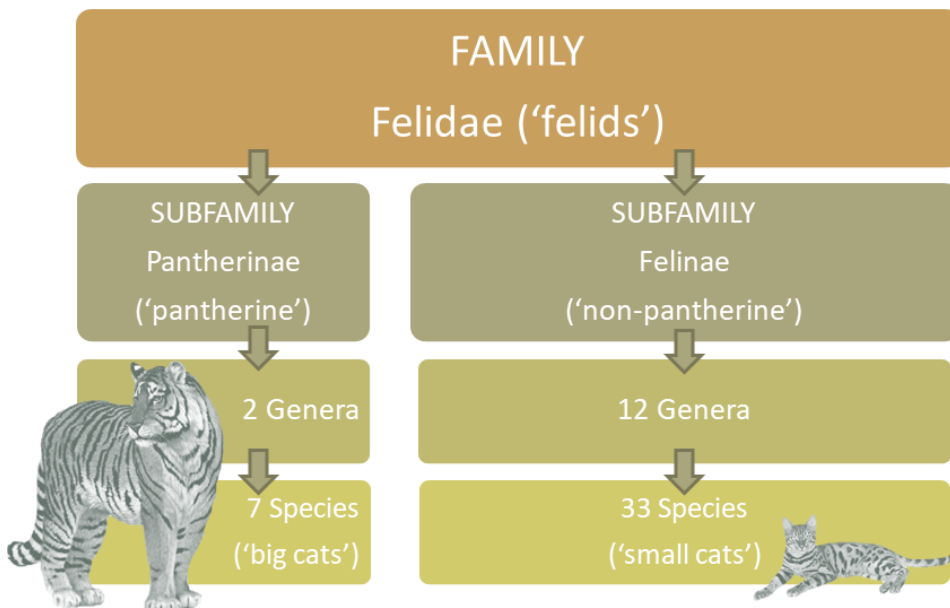 FAMILY
Felidae (‘felids’)
SUBFAMILY
Pantherinae
(‘pantherine’)
SUBFAMILY
Felinae
(‘non-pantherine’)
2 Genera
12 Genera
7 Species
(‘big cats’)
33 Species
(‘small cats’)